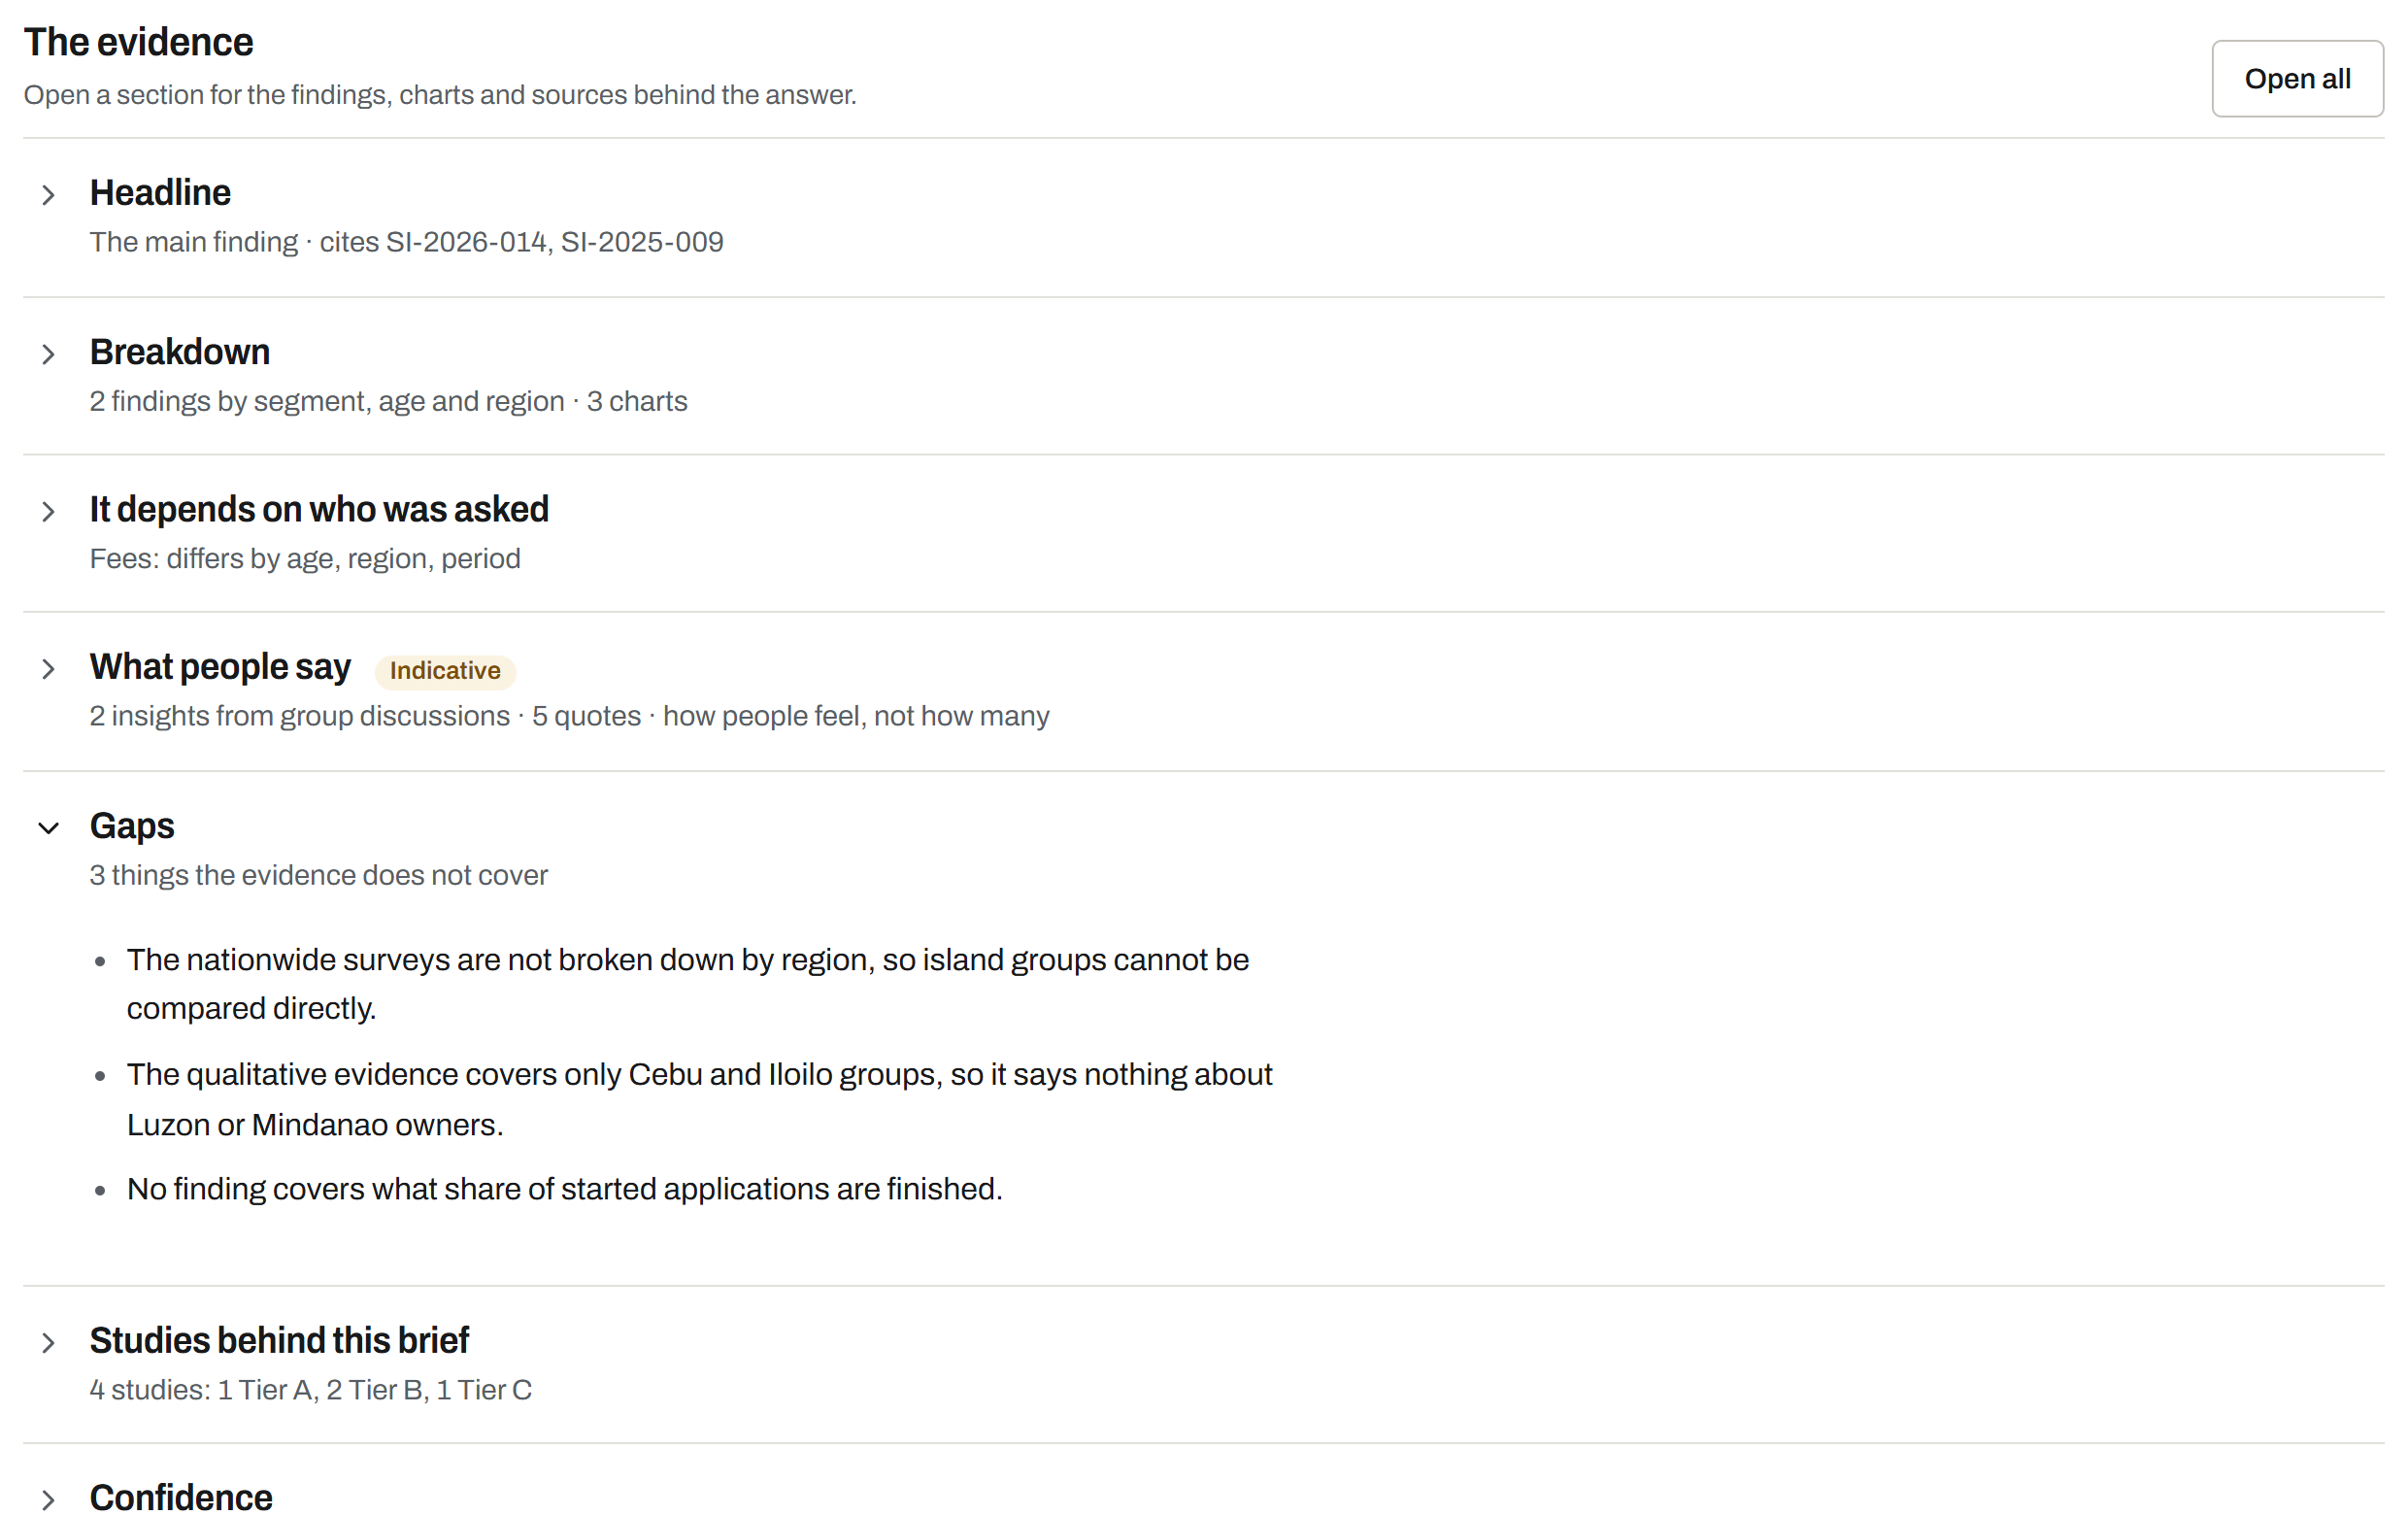 The evidence
Open a section for the findings, charts and sources behind the answer.
Open all
Headline
The main finding · cites SI-2026-014, SI-2025-009
Breakdown
2 findings by segment, age and region · 3 charts
It depends on who was asked
Fees: differs by age, region, period
What people say Indicative
2 insights from group discussions · 5 quotes · how people feel, not how many
Gaps
3 things the evidence does not cover
• The nationwide surveys are not broken down by region, so island groups cannot be
compared directly.
• The qualitative evidence covers only Cebu and Iloilo groups, so it says nothing about
Luzon or Mindanao owners.
• No finding covers what share of started applications are finished.
Studies behind this brief
4 studies: 1 Tier A, 2 Tier B, 1 Tier C
Confidence